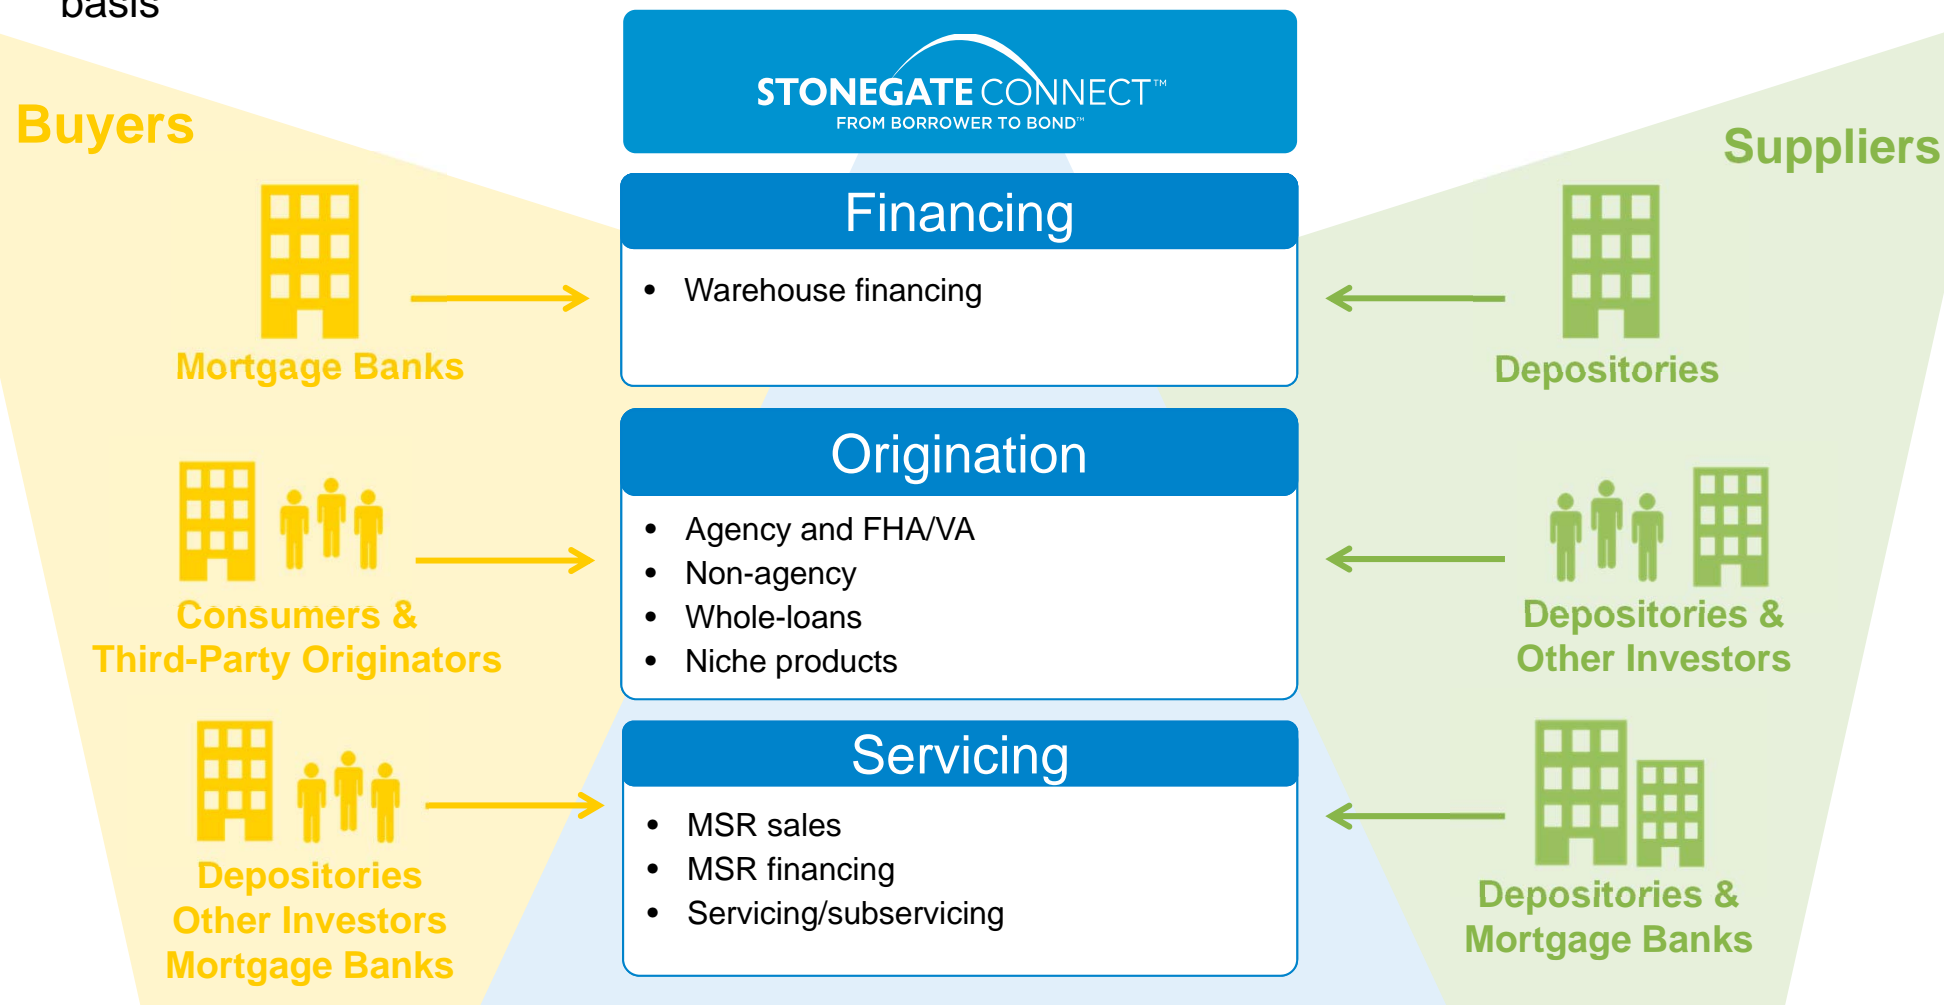 basis
STONEGATE CONNECT™
FROM BORROWER TO BOND™
Buyers
Suppliers
Financing
• Warehouse financing
Mortgage Banks
Depositories
Origination
• Agency and FHA/VA
• Non-agency
• Whole-loans
• Niche products
Consumers &
Third-Party Originators
Depositories &
Other Investors
Servicing
• MSR sales
• MSR financing
• Servicing/subservicing
Depositories
Other Investors
Mortgage Banks
Depositories &
Mortgage Banks